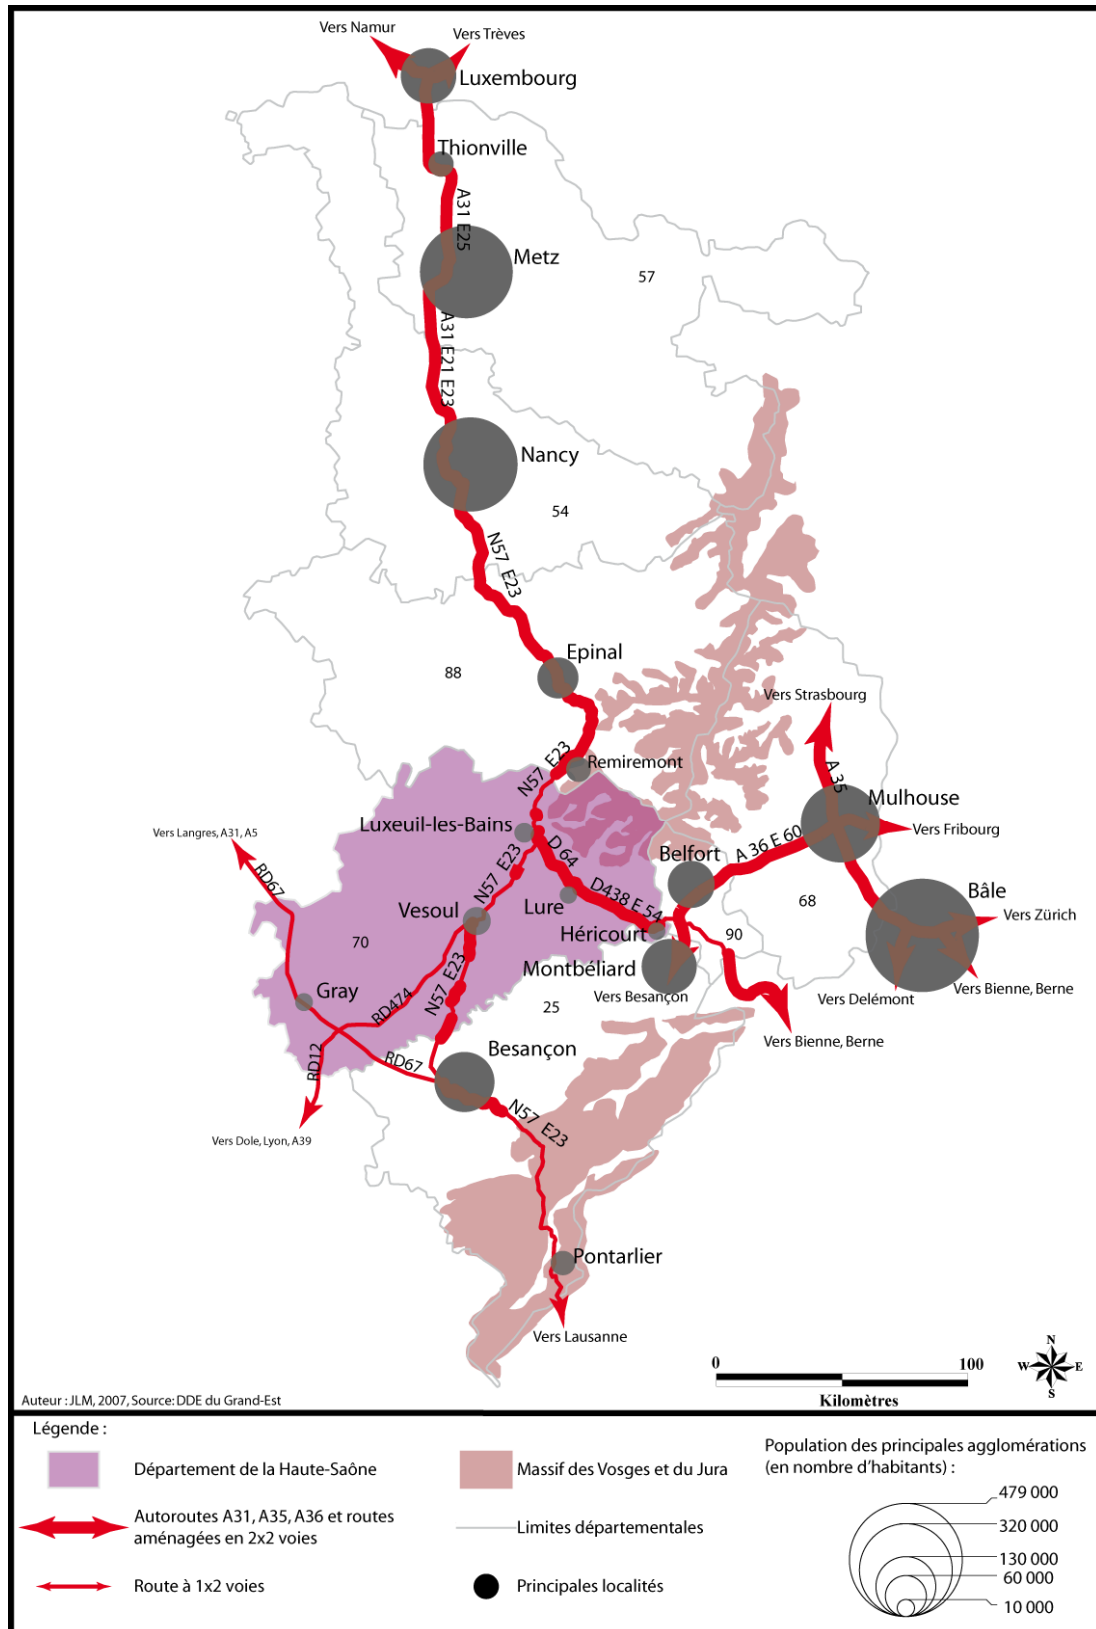 Vers Namur
Vers Trèves
Luxembourg
Thionville
A31 E25
Metz
57
A31 E21 E23
Nancy
54
N57 E23
Epinal
88
Vers Strasbourg
N57 E23
Remiremont
A 35
Mulhouse
Luxeuil-les-Bains
Vers Langres, A31, A5
Vers Fribourg
D 64
A 36 E 60
Belfort
N57 E23
RD67
D438 E 54
Bâle
Lure
68
Vesoul
Vers Zürich
Héricourt
90
70
Montbéliard
N57 E23
Vers Bienne, Berne
Vers Besançon
Vers Delémont
Gray
RD474
25
Vers Bienne, Berne
Besançon
RD12
RD67
N57 E23
Vers Dole, Lyon, A39
Pontarlier
Vers Lausanne
N
W E
S
0 100
Kilomètres
Auteur : JLM, 2007, Source: DDE du Grand-Est
Légende :
Département de la Haute-Saône
Autoroutes A31, A35, A36 et routes
aménagées en 2x2 voies
Route à 1x2 voies
Massif des Vosges et du Jura
Limites départementales
Principales localités
Population des principales agglomérations
(en nombre d'habitants) :
479 000
320 000
130 000
60 000
10 000